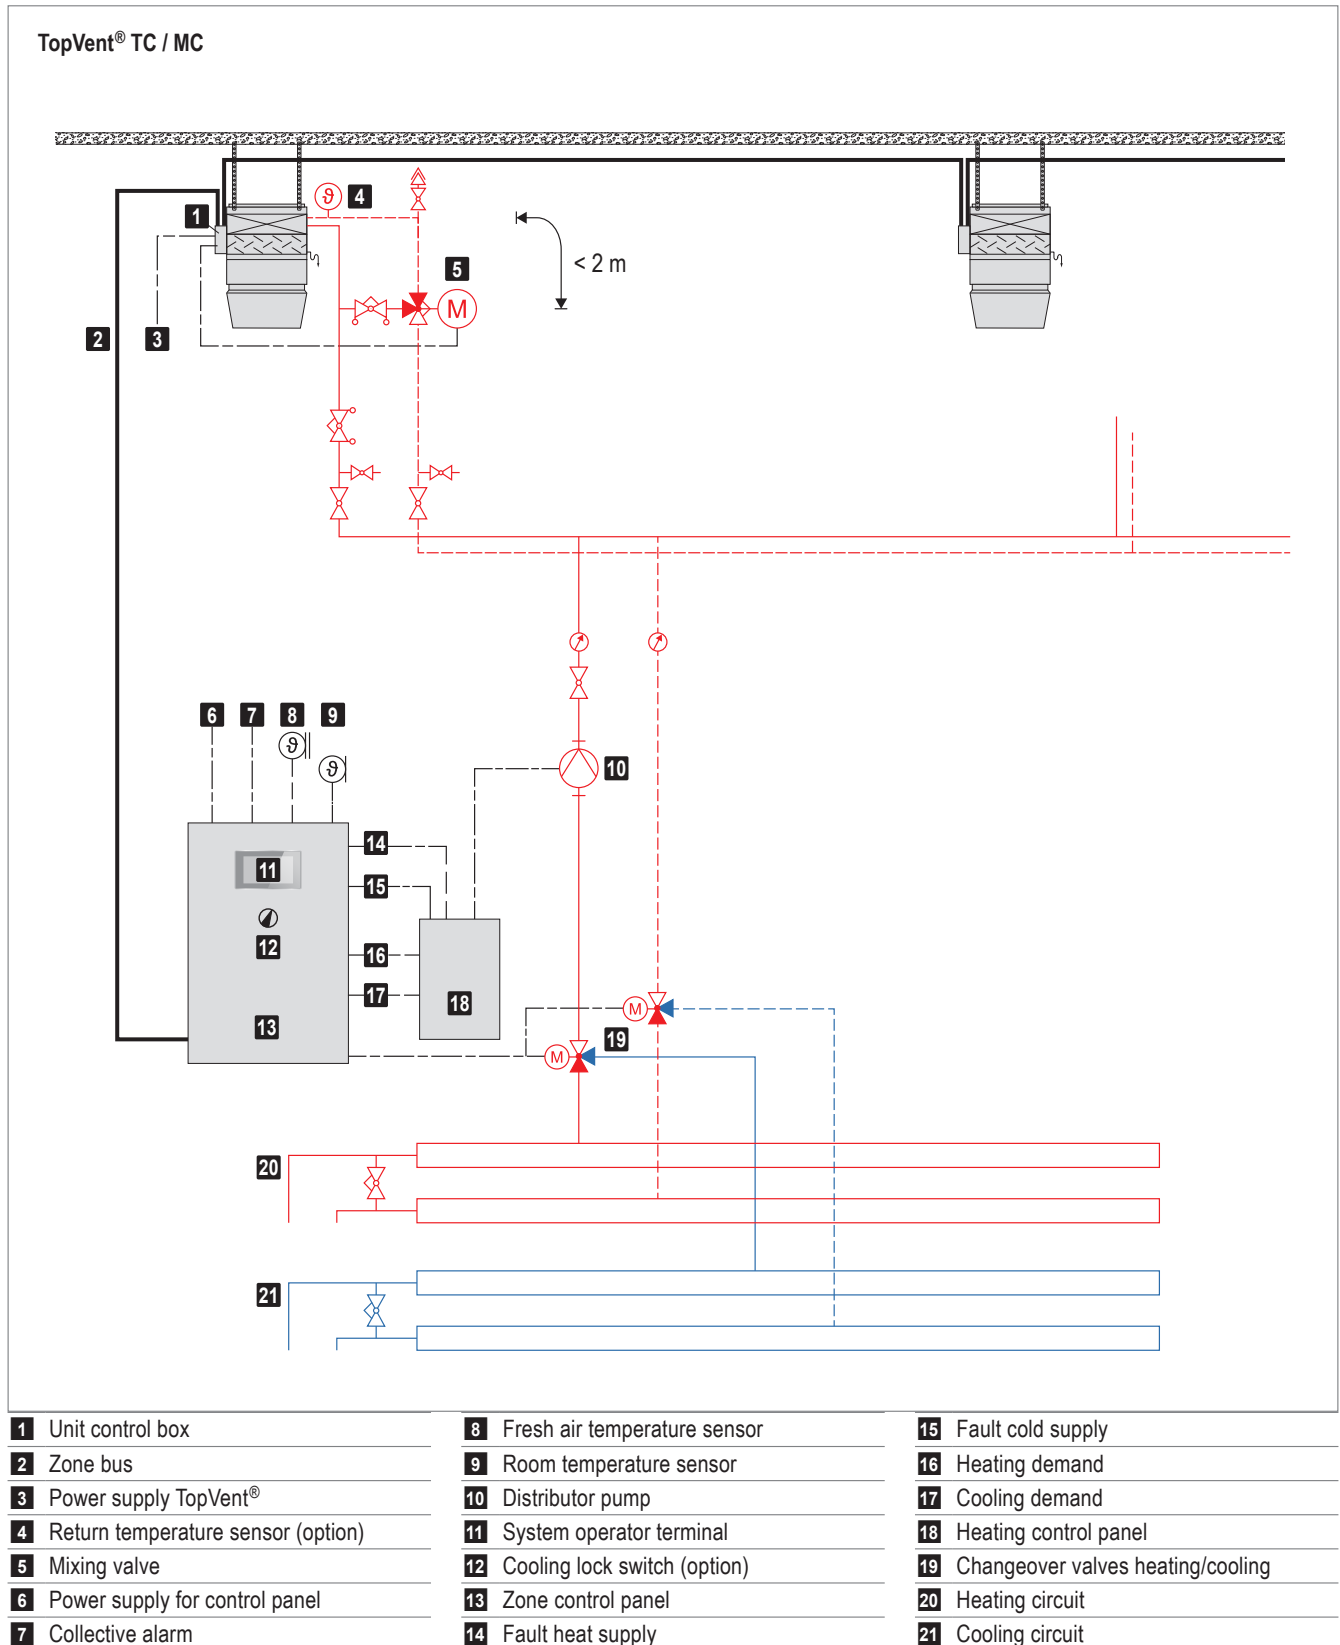 TopVent® TC / MC
4
1
5
< 2 m
M
2
3
6
7
8
9
ϑ
ϑ
ϑ
10
14
11
15
12
16
17
18
13
M
19
M
20
21
1 Unit control box
2 Zone bus
3 Power supply TopVent®
4 Return temperature sensor (option)
5 Mixing valve
6 Power supply for control panel
7 Collective alarm
8 Fresh air temperature sensor
9 Room temperature sensor
10 Distributor pump
11 System operator terminal
12 Cooling lock switch (option)
13 Zone control panel
14 Fault heat supply
15 Fault cold supply
16 Heating demand
17 Cooling demand
18 Heating control panel
19 Changeover valves heating/cooling
20 Heating circuit
21 Cooling circuit